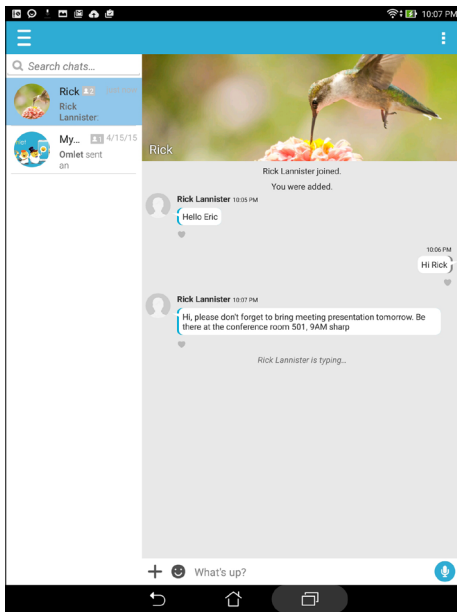 10:07 PM
Search chats...
Rick 2
Rick
Lannister:
My... 1 4/15/15
Omlet sent
an
Rick
Rick Lannister joined.
You were added.
Rick Lannister 10:05 PM
Hello Eric
10:06 PM
Hi Rick
Rick Lannister 10:07 PM
Hi, please don't forget to bring meeting presentation tomorrow. Be
there at the conference room 501, 9AM sharp
Rick Lannister is typing...
What's up?